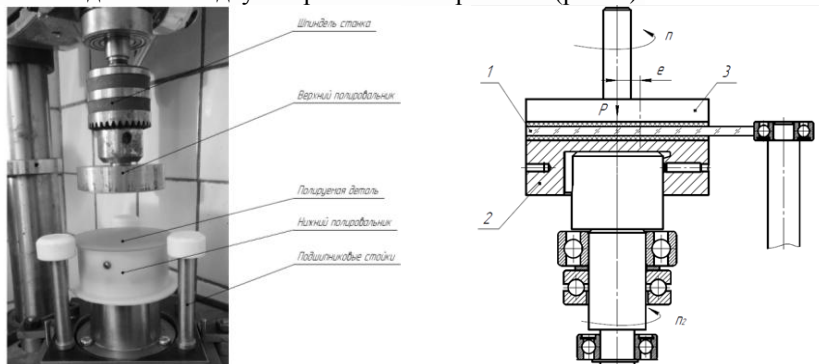 Шпиндель станка
Верхний полировальник
Полируемая деталь
Нижний полировальник
Подшипниковые стойки
n
e
1
P
3
2
n₂